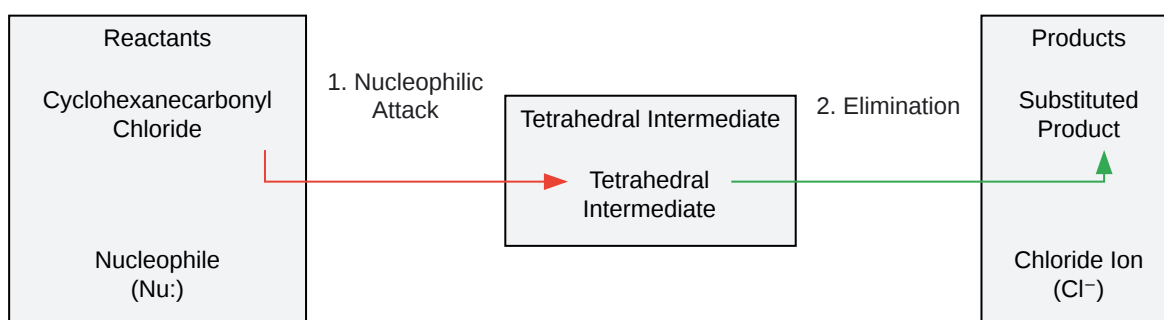 Reactants
Cyclohexanecarbonyl
Chloride
Nucleophile
(Nu:)
1. Nucleophilic
Attack
Tetrahedral Intermediate
Tetrahedral
Intermediate
2. Elimination
Products
Substituted
Product
Chloride Ion
(Cl⁻)